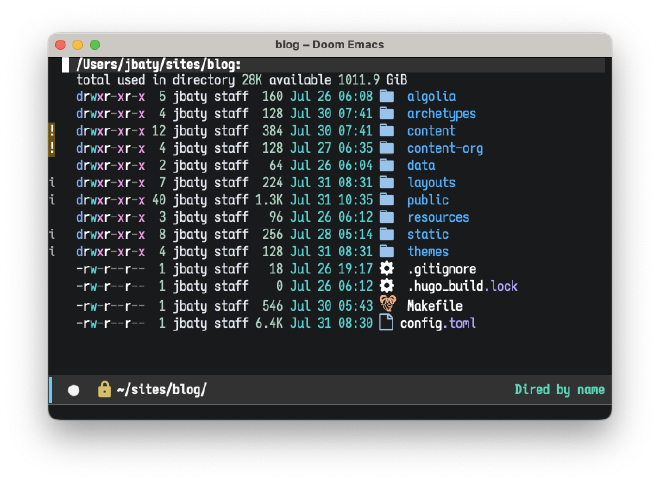 blog – Doom Emacs
/Users/jbaty/sites/blog:
total used in directory 28K available 1011.9 GiB
drwxr-xr-x 5 jbaty staff 160 Jul 26 06:08 algolia
drwxr-xr-x 4 jbaty staff 128 Jul 30 07:41 archetypes
! drwxr-xr-x 12 jbaty staff 384 Jul 30 07:41 content
! drwxr-xr-x 4 jbaty staff 128 Jul 27 06:35 content-org
drwxr-xr-x 2 jbaty staff 64 Jul 26 06:04 data
i drwxr-xr-x 7 jbaty staff 224 Jul 31 08:31 layouts
i drwxr-xr-x 40 jbaty staff 1.3K Jul 31 10:35 public
drwxr-xr-x 3 jbaty staff 96 Jul 26 06:12 resources
i drwxr-xr-x 8 jbaty staff 256 Jul 28 05:14 static
i drwxr-xr-x 4 jbaty staff 128 Jul 31 08:31 themes
-rw-r--r-- 1 jbaty staff 18 Jul 26 19:17 .gitignore
-rw-r--r-- 1 jbaty staff 0 Jul 26 06:12 .hugo_build.lock
-rw-r--r-- 1 jbaty staff 546 Jul 30 05:43 Makefile
-rw-r--r-- 1 jbaty staff 6.4K Jul 31 08:30 config.toml
~/sites/blog/ Dired by name